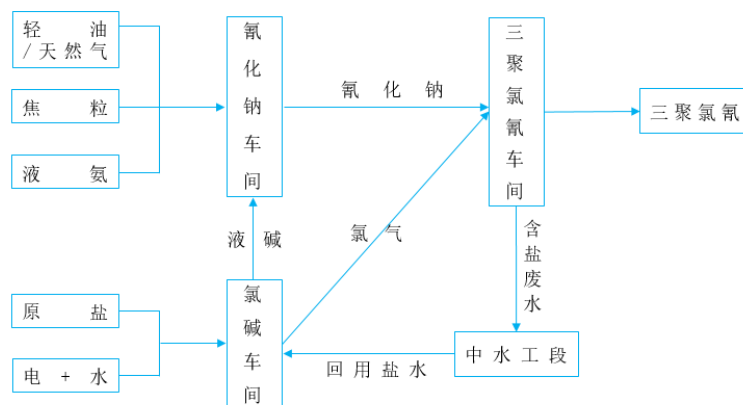 轻油
/天然气
焦粒
液氨
氰化钠车间
氰化钠
三聚氯氰车间
三聚氯氰
液碱
氯气
含盐废水
原盐
电+水
氯碱车间
回用盐水
中水工段